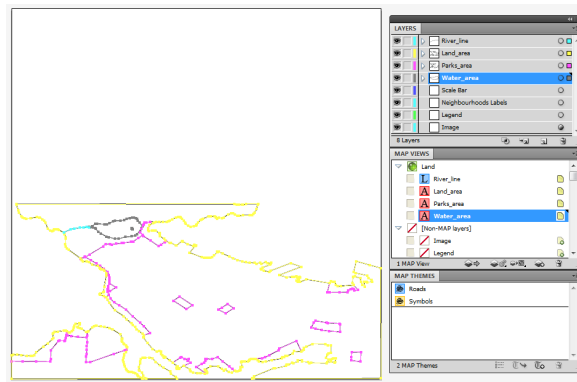 LAYERS
River_line
Land_area
Parks_area
Water_area
Scale Bar
Neighbourhoods Labels
Legend
Image
8 Layers
MAP VIEWS
Land
L River_line
A Land_area
A Parks_area
A Water_area
[Non-MAP layers]
Image
Legend
1 MAP View
MAP THEMES
Roads
Symbols
2 MAP Themes